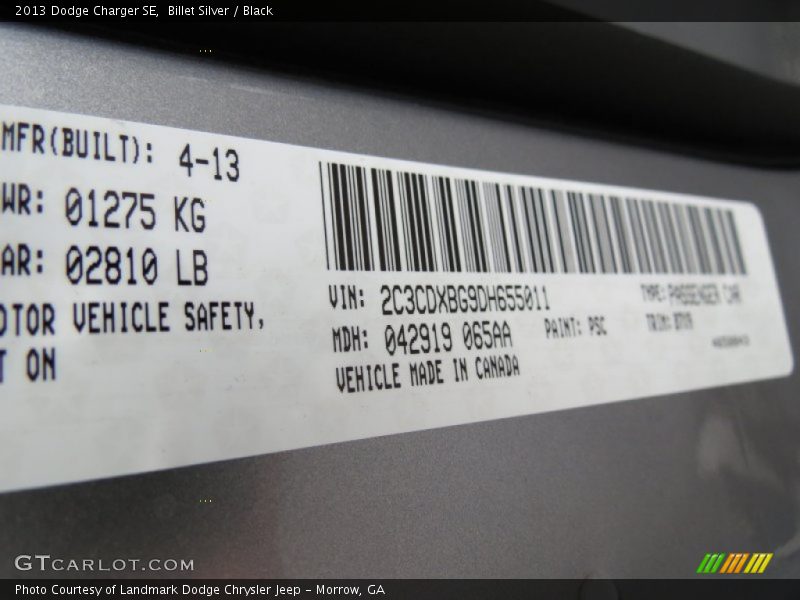 2013 Dodge Charger SE,  Billet Silver / Black
MFR(BUILT): 4-13
WR: 01275 KG
AR: 02810 LB
OTOR VEHICLE SAFETY,
T ON
VIN: 2C3CDXBG9DH655011
TYPE: PASSENGER CAR
MDH: 042919 065AA
PAINT: PSC
TRIM:
VEHICLE MADE IN CANADA
GTCARLOT.COM
Photo Courtesy of Landmark Dodge Chrysler Jeep - Morrow, GA